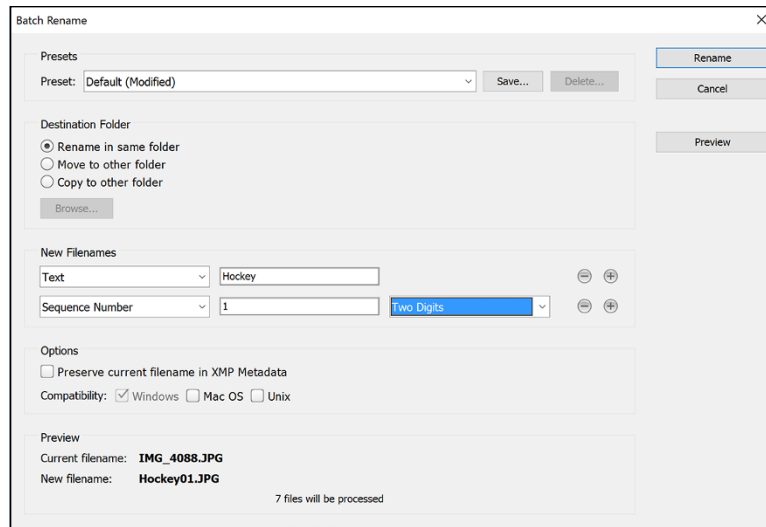 Batch Rename
Presets
Preset: Default (Modified) Save... Delete...
Rename
Cancel
Preview
Destination Folder
Rename in same folder
Move to other folder
Copy to other folder
Browse...
New Filenames
Text Hockey
Sequence Number 1 Two Digits
Options
Preserve current filename in XMP Metadata
Compatibility: Windows Mac OS Unix
Preview
Current filename: IMG_4088.JPG
New filename: Hockey01.JPG
7 files will be processed